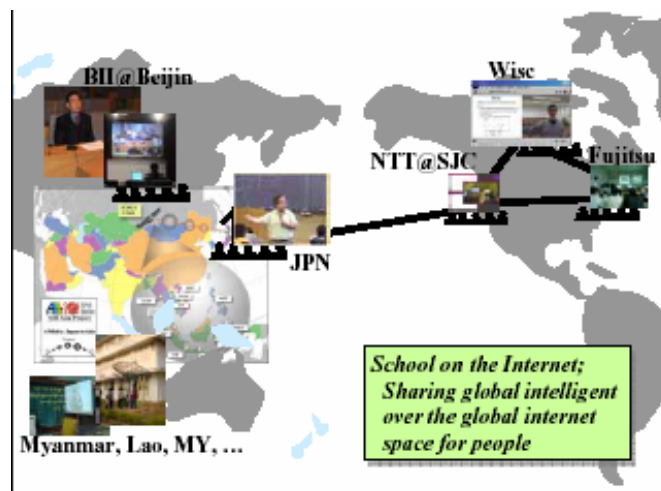 BII@Beijin
Wisc
NTT@SJC
Fujitsu
JPN
School on the Internet;
Sharing global intelligent
over the global internet
space for people
Myanmar, Lao, MY, …